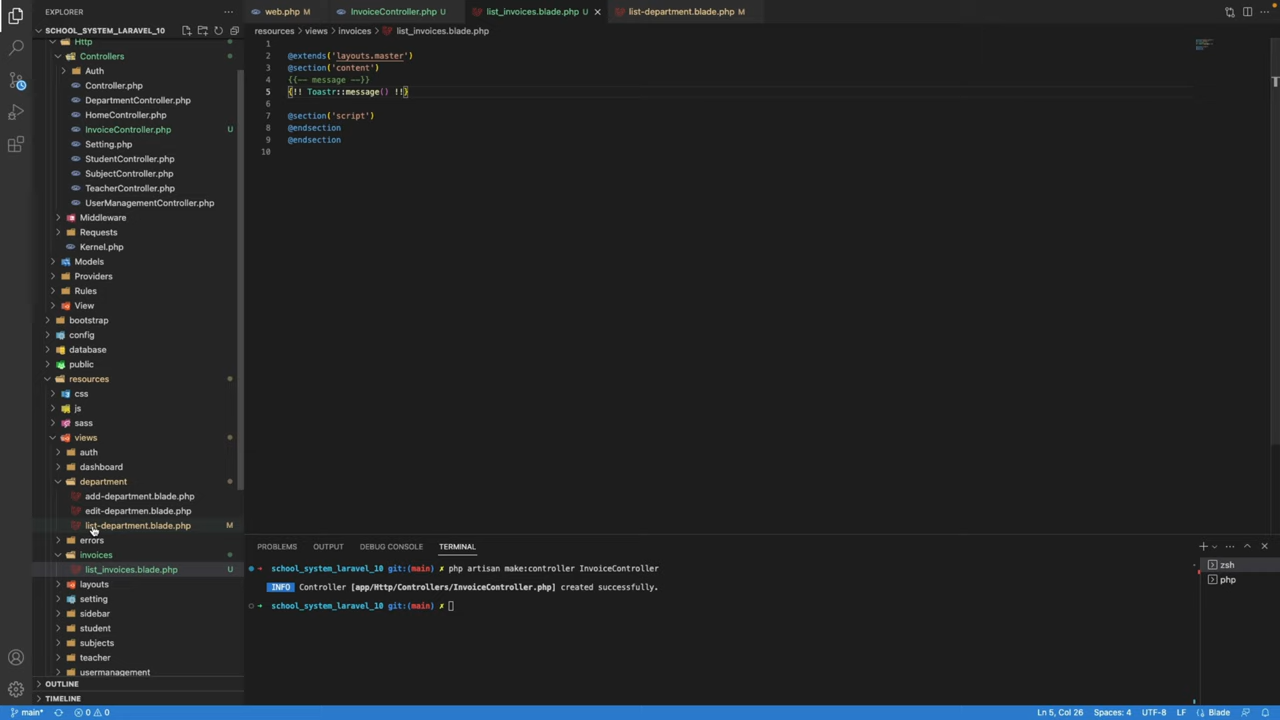 EXPLORER
web.php M
InvoiceController.php U
list_invoices.blade.php U
list-department.blade.php M
SCHOOL_SYSTEM_LARAVEL_10
resources > views > invoices > list_invoices.blade.php
Http
Controllers
Auth
Controller.php
DepartmentController.php
HomeController.php
InvoiceController.php U
Setting.php
StudentController.php
SubjectController.php
TeacherController.php
UserManagementController.php
Middleware
Requests
Kernel.php
Models
Providers
Rules
View
bootstrap
config
database
public
resources
css
js
sass
views
auth
dashboard
department
add-department.blade.php
edit-departmen.blade.php
list-department.blade.php M
errors
invoices
list_invoices.blade.php U
layouts
setting
sidebar
student
subjects
teacher
usermanagement
OUTLINE
TIMELINE
1
2 @extends('layouts.master')
3 @section('content')
4 {{-- message --}}
5 {!! Toastr::message() !!}
6
7 @section('script')
8 @endsection
9 @endsection
10
PROBLEMS OUTPUT DEBUG CONSOLE TERMINAL
school_system_laravel_10 git:(main) ✗ php artisan make:controller InvoiceController
INFO Controller [app/Http/Controllers/InvoiceController.php] created successfully.
school_system_laravel_10 git:(main) ✗
zsh
php
main* 0 0
Ln 5, Col 26 Spaces: 4 UTF-8 LF Blade